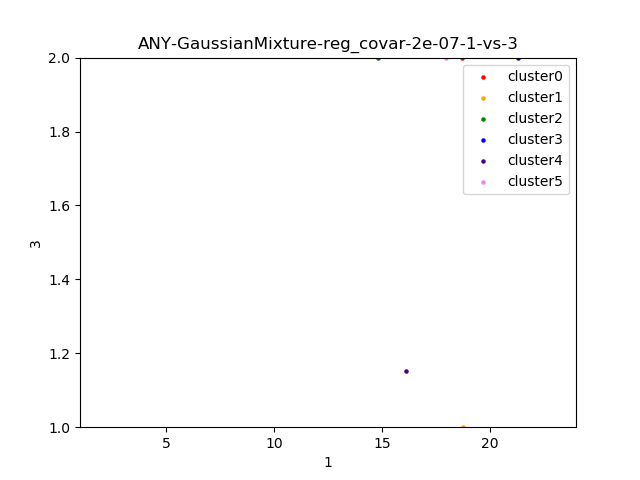 ANY-GaussianMixture-reg_covar-2e-07-1-vs-3
2.0
1.8
1.6
1.4
1.2
1.0
3
cluster0
cluster1
cluster2
cluster3
cluster4
cluster5
5 10 15 20
1